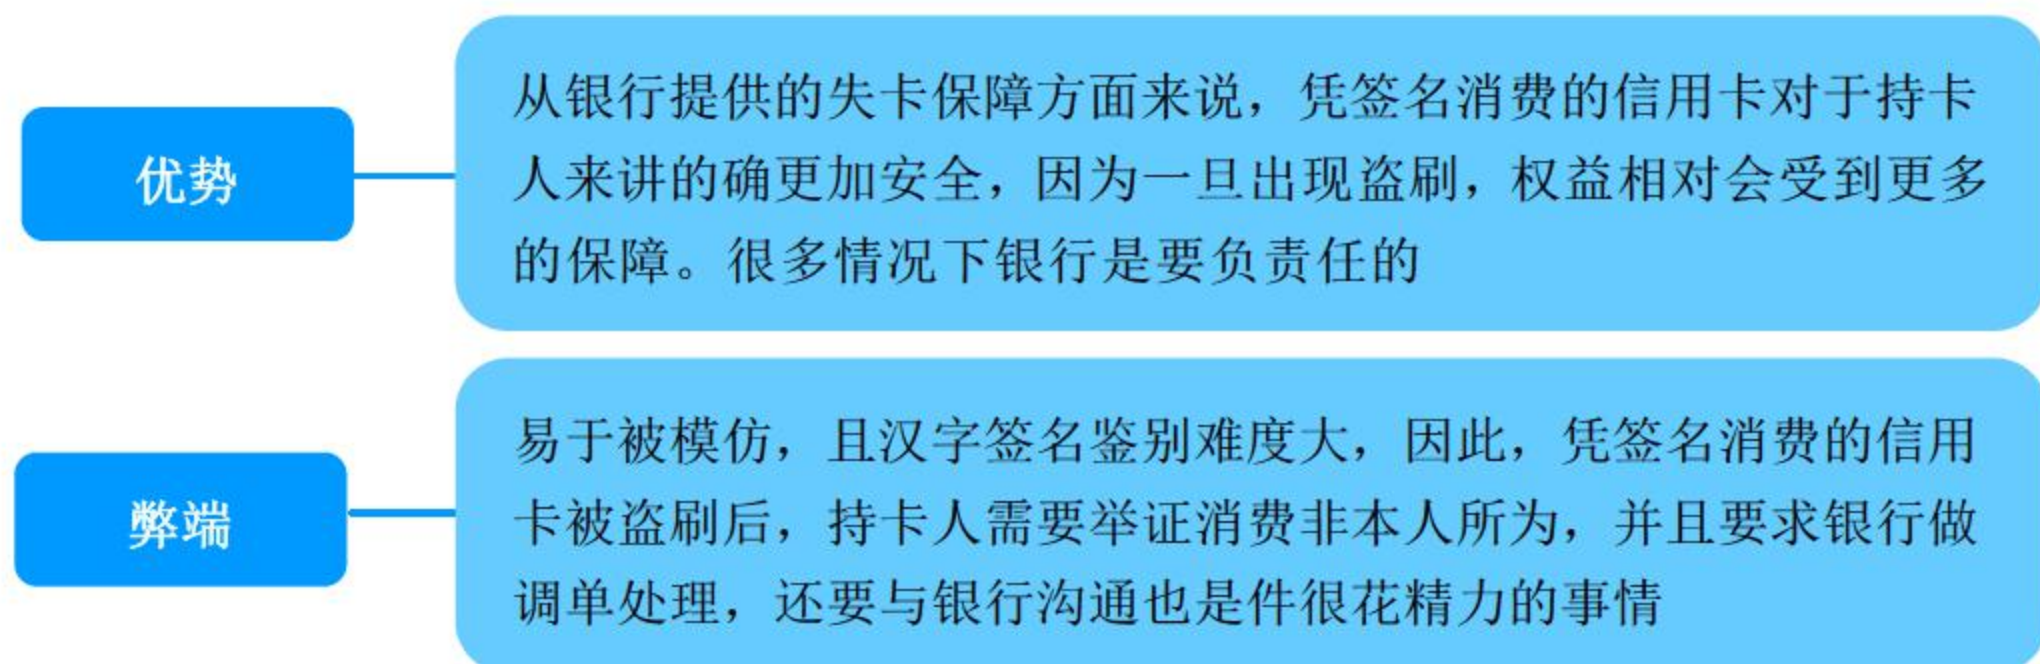 优势
从银行提供的失卡保障方面来说，凭签名消费的信用卡对于持卡
人来讲的确更加安全，因为一旦出现盗刷，权益相对会受到更多
的保障。很多情况下银行是要负责任的
弊端
易于被模仿，且汉字签名鉴别难度大，因此，凭签名消费的信用
卡被盗刷后，持卡人需要举证消费非本人所为，并且要求银行做
调单处理，还要与银行沟通也是件很花精力的事情